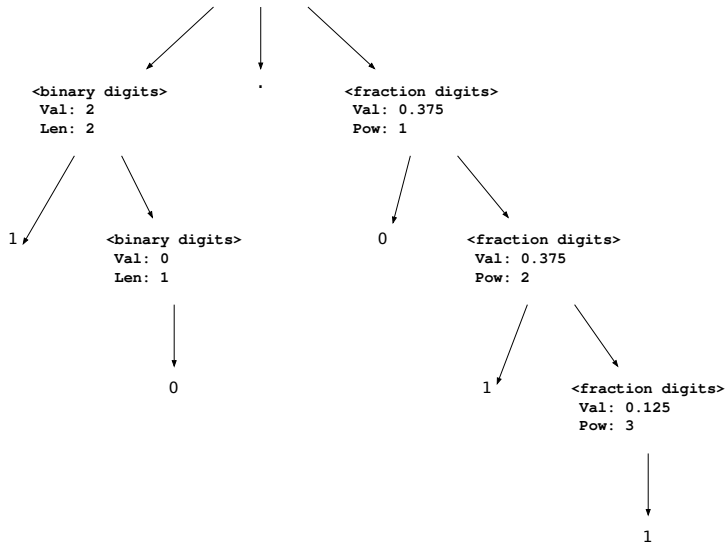 <binary digits>
Val: 2
Len: 2
.
<fraction digits>
Val: 0.375
Pow: 1
1
<binary digits>
Val: 0
Len: 1
0
<fraction digits>
Val: 0.375
Pow: 2
0
1
<fraction digits>
Val: 0.125
Pow: 3
1